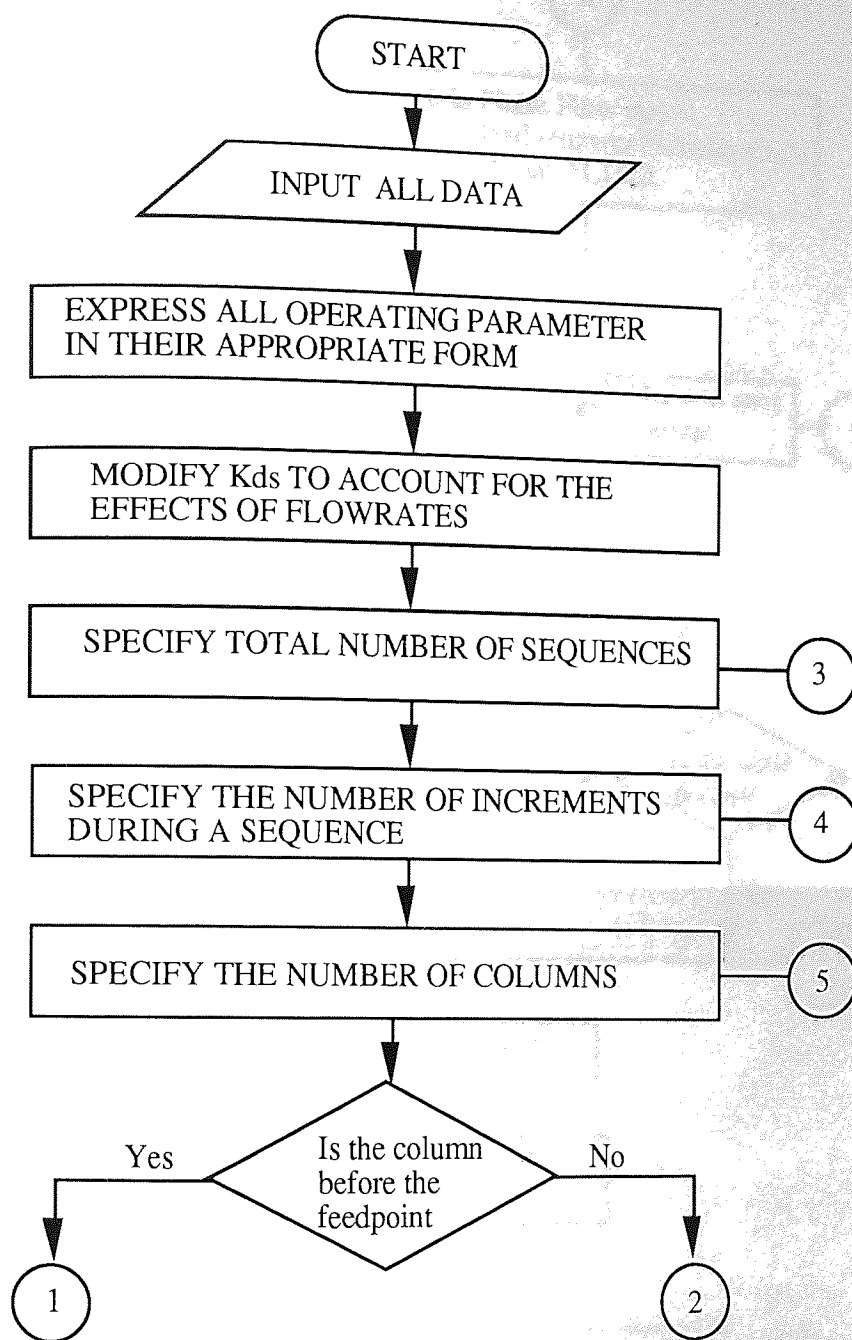 START
INPUT ALL DATA
EXPRESS ALL OPERATING PARAMETER
IN THEIR APPROPRIATE FORM
MODIFY Kds TO ACCOUNT FOR THE
EFFECTS OF FLOWRATES
SPECIFY TOTAL NUMBER OF SEQUENCES
3
SPECIFY THE NUMBER OF INCREMENTS
DURING A SEQUENCE
4
SPECIFY THE NUMBER OF COLUMNS
5
Yes
Is the column
before the
feedpoint
No
1
2